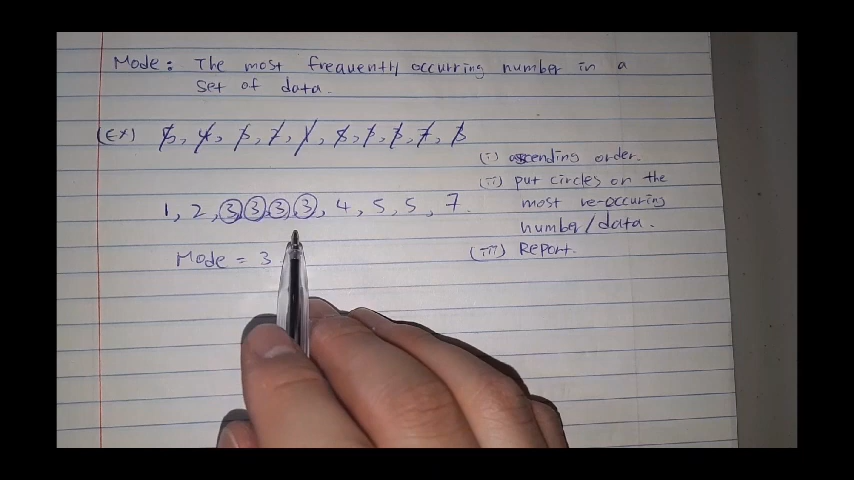 Mode: The most frequently occurring number in a
set of data.
(Ex)
(i) ascending order.
(ii) put circles on the
1, 2, 3, 3, 3, 3, 4, 5, 5, 7.
most re-occuring
number/data.
Mode = 3
(iii) Report.